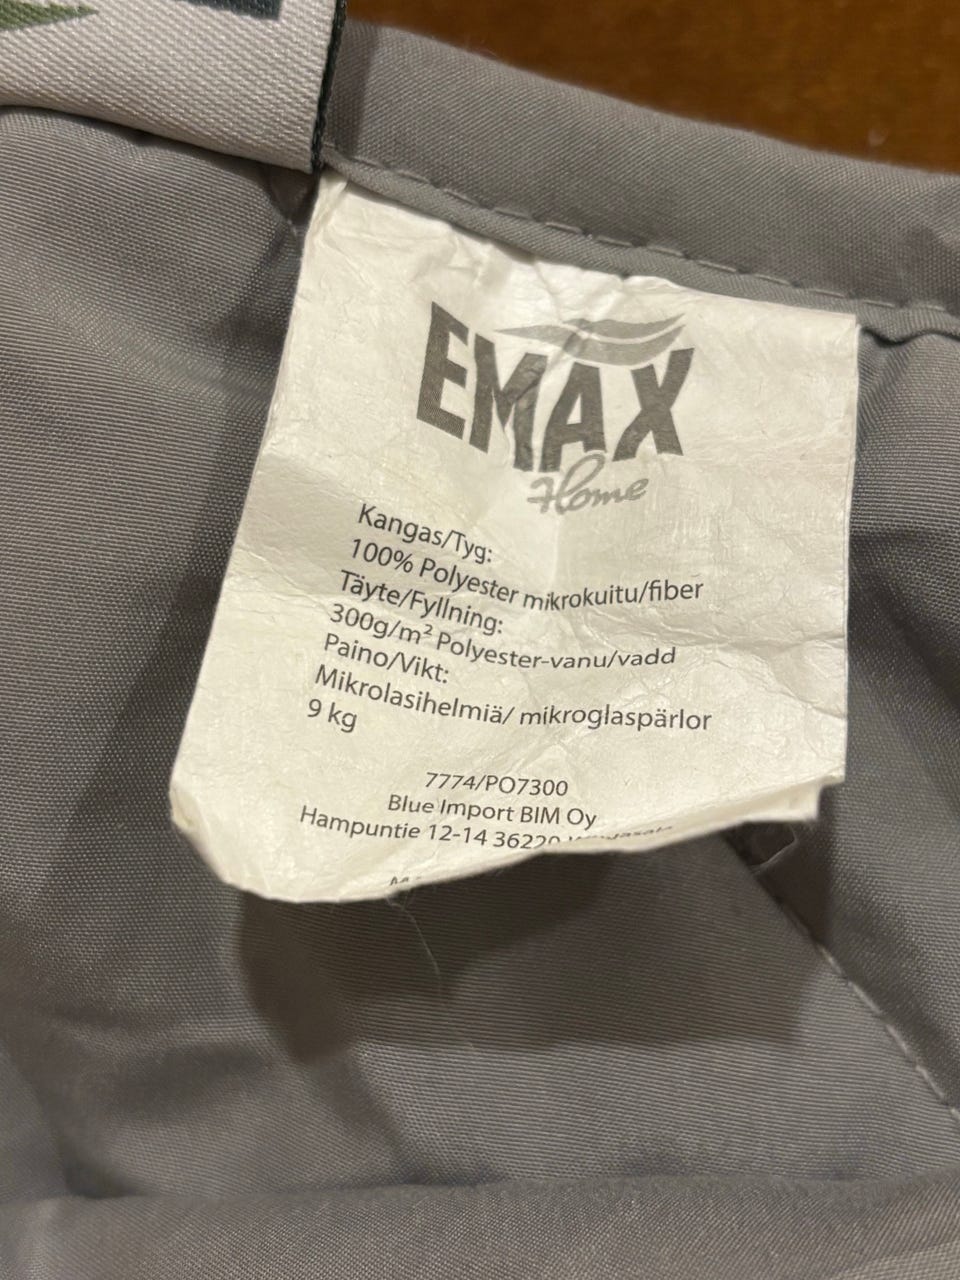 EMAX
Home
Kangas/Tyg:
100% Polyester mikrokuitu/fiber
Täyte/Fyllning:
300g/m² Polyester-vanu/vadd
Paino/Vikt:
Mikrolasihelmiä/ mikroglaspärlor
9 kg
7774/PO7300
Blue Import BIM Oy
Hampuntie 12-14 36220